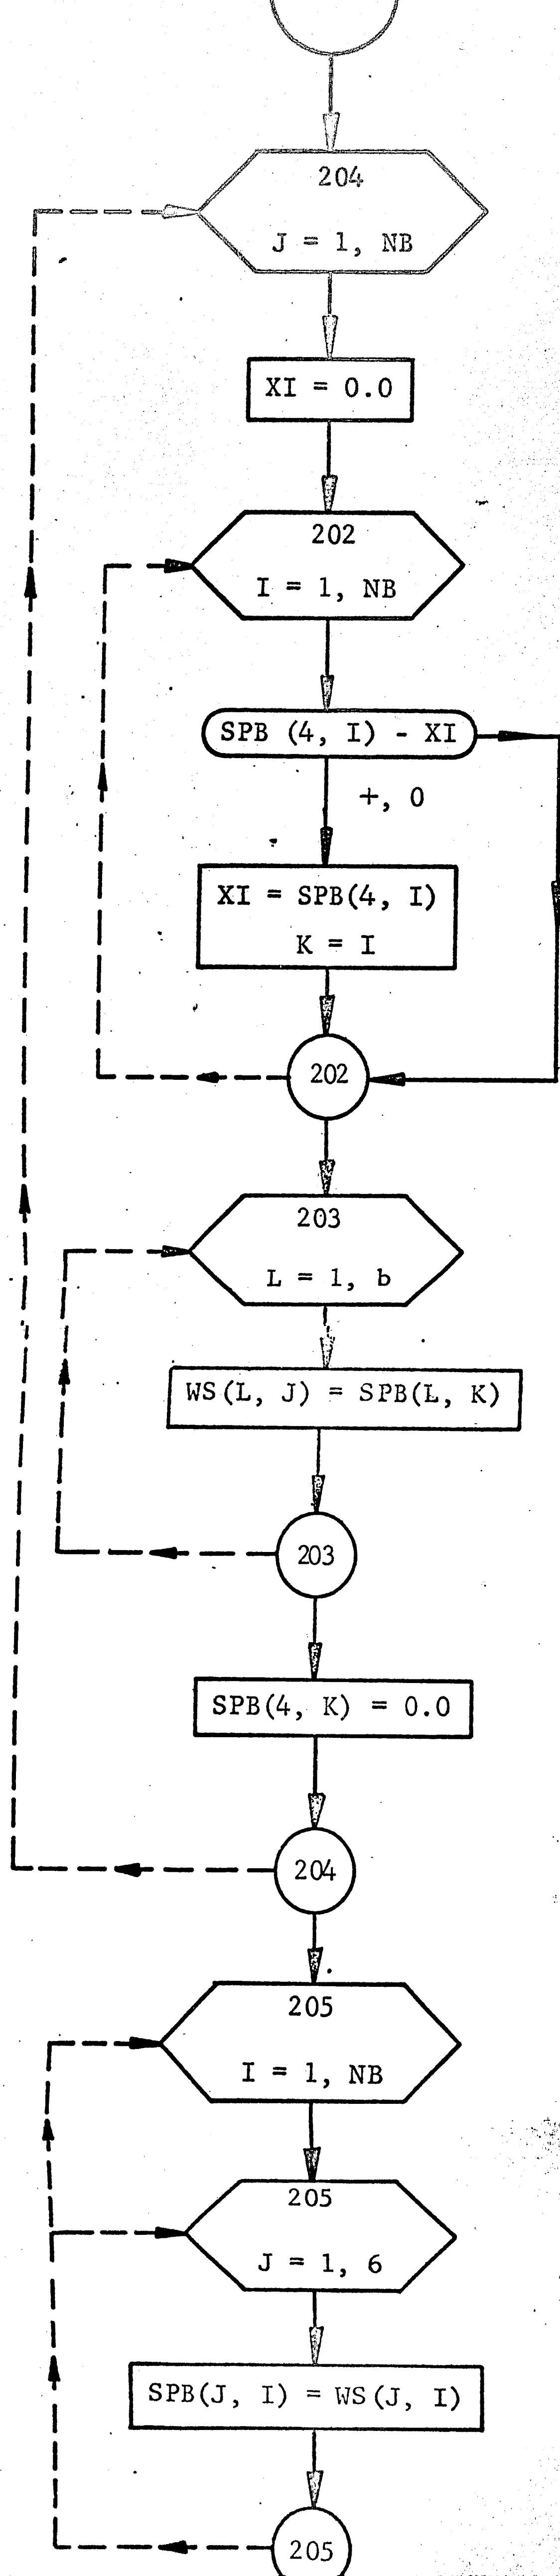 204
J = 1, NB
XI = 0.0
202
I = 1, NB
SPB (4, I) - XI
+, 0
XI = SPB(4, I)
K = I
202
203
L = 1, b
WS(L, J) = SPB(L, K)
203
SPB(4, K) = 0.0
204
205
I = 1, NB
205
J = 1, 6
SPB(J, I) = WS(J, I)
205